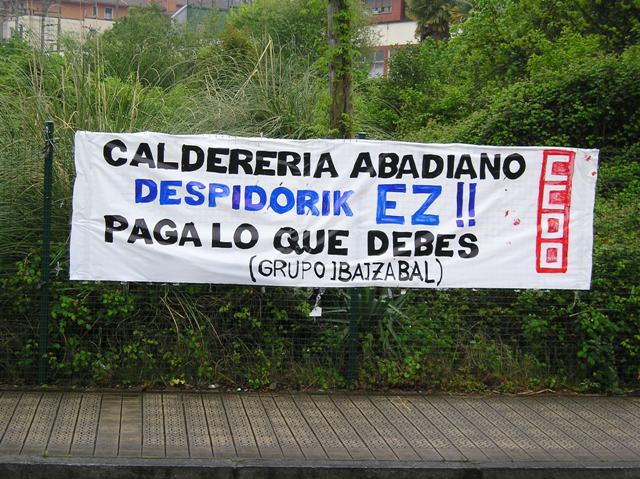 CALDERERIA ABADIANO
DESPIDORIK EZ!!
PAGA LO QUE DEBES
(GRUPO IBAIZABAL)
CCOO